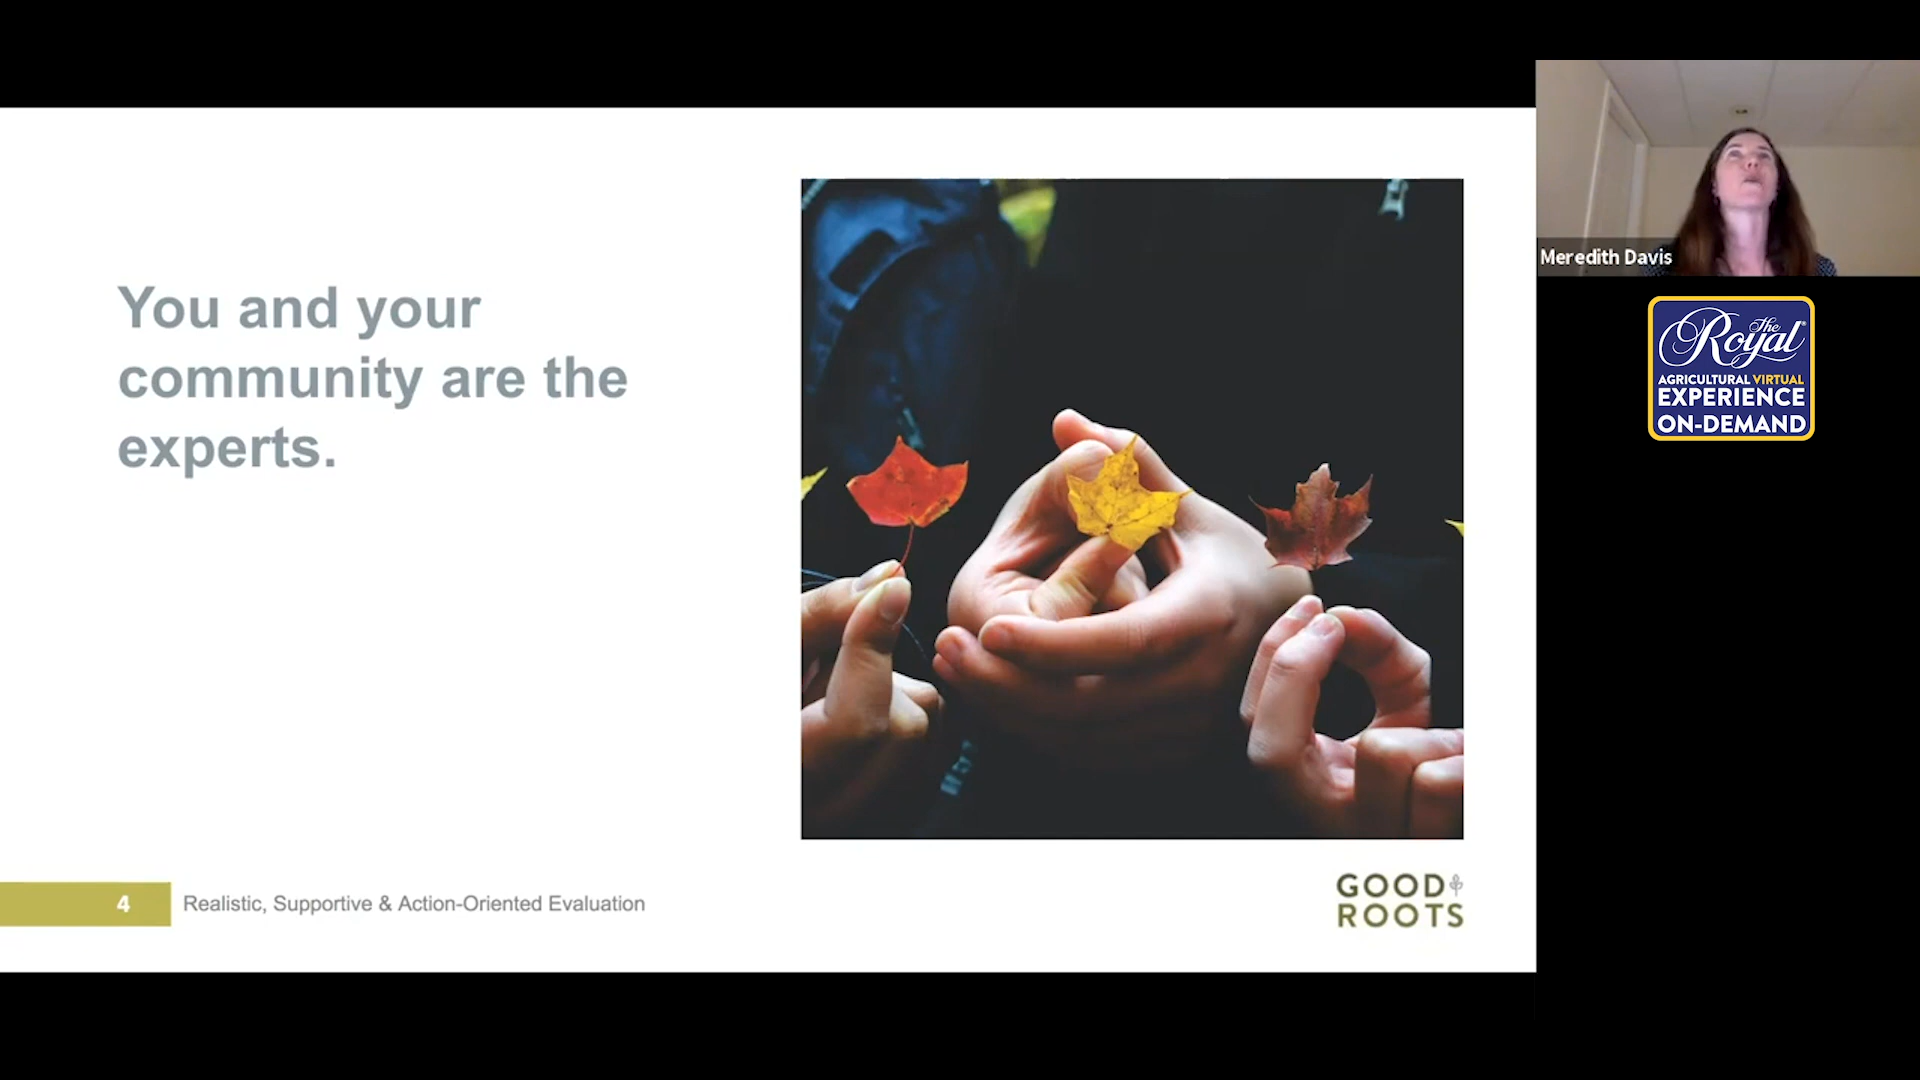 You and your
community are the
experts.
4
Realistic, Supportive & Action-Oriented Evaluation
GOOD
ROOTS
Meredith Davis
The
Royal
AGRICULTURAL VIRTUAL
EXPERIENCE
ON-DEMAND